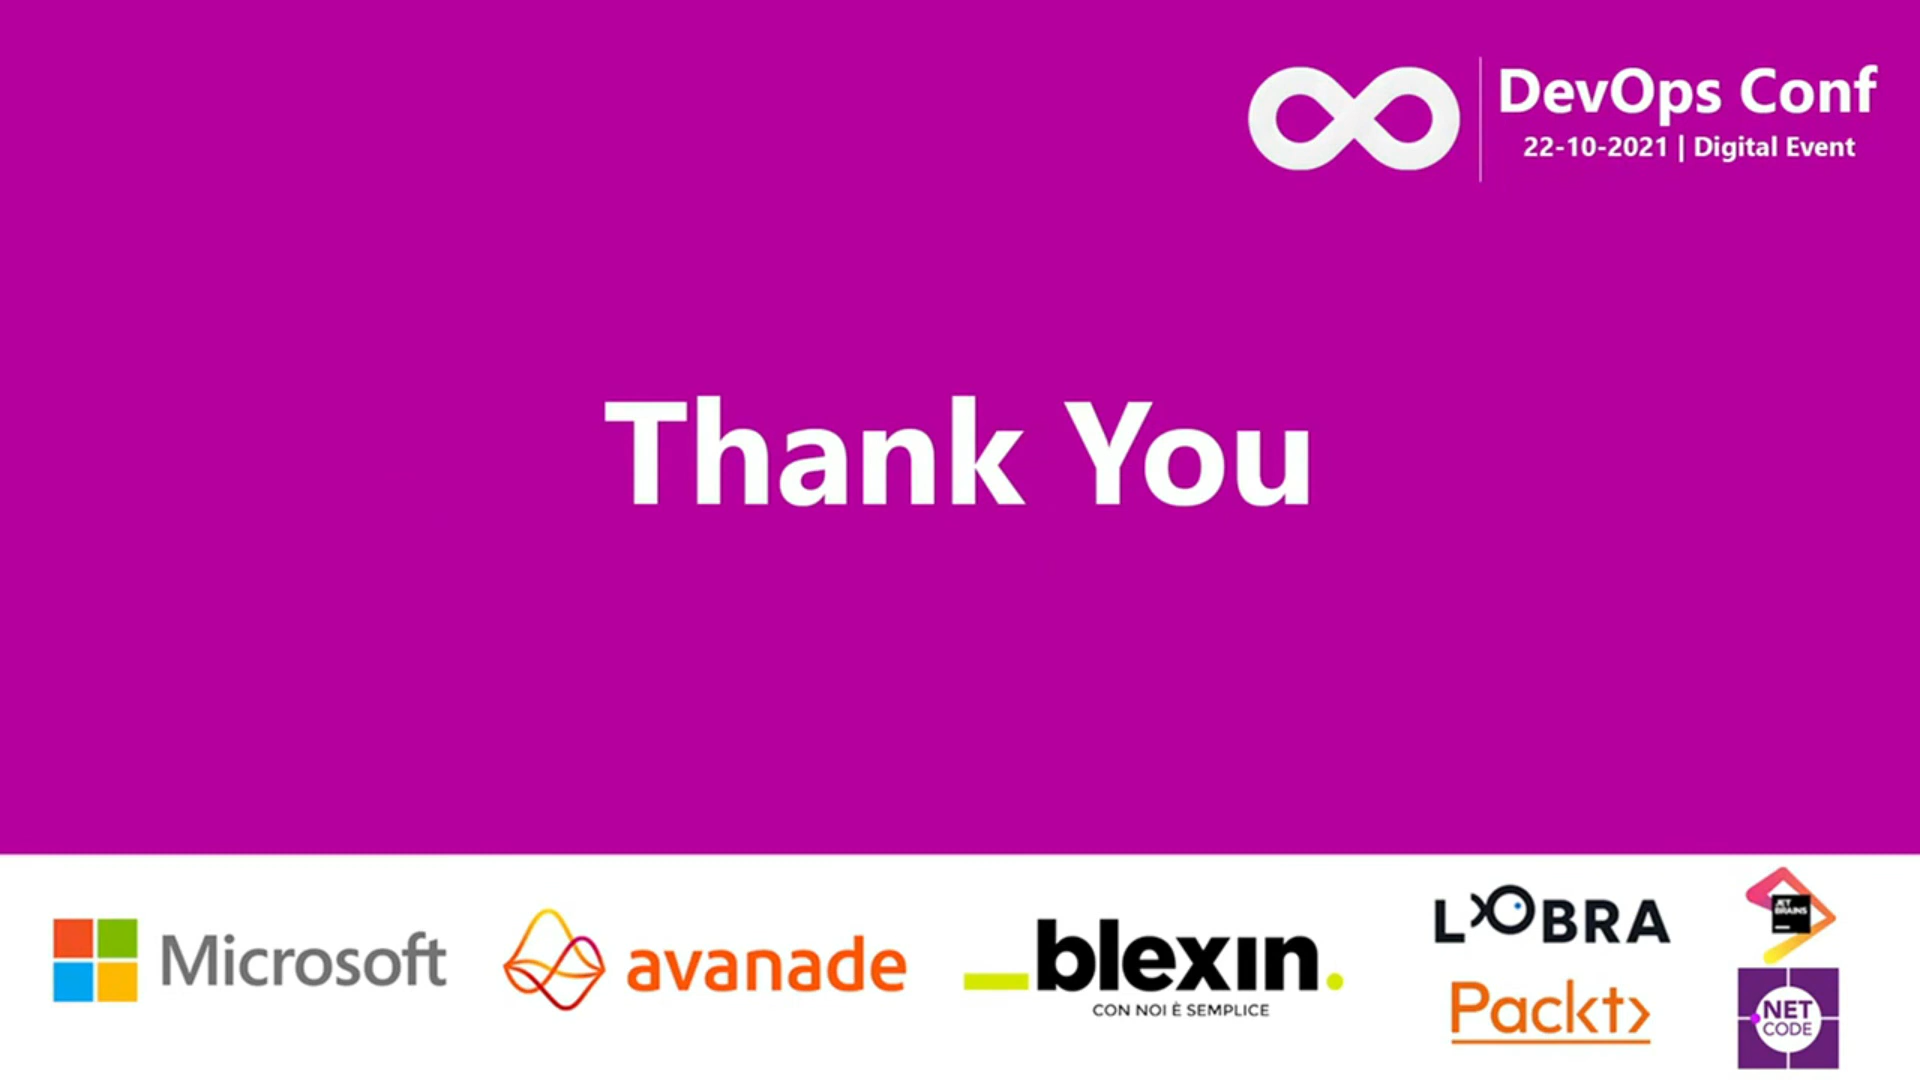 DevOps Conf
22-10-2021 | Digital Event
Thank You
Microsoft
avanade
blexin.
CON NOI È SEMPLICE
LOBRA
Packt>
JET
BRAINS
NET
CODE